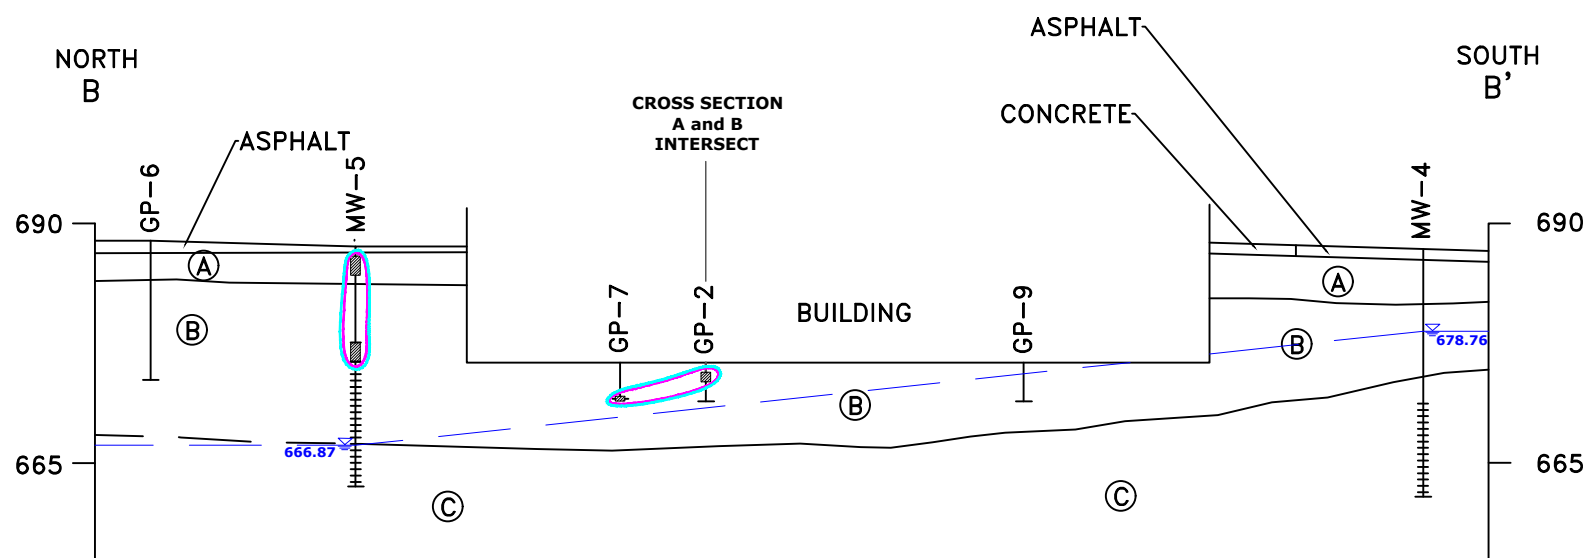 ASPHALT
NORTH
B
SOUTH
B'
CROSS SECTION
A and B
INTERSECT
CONCRETE
ASPHALT
GP-6
MW-5
MW-4
690
690
A
A
GP-7
GP-2
GP-9
BUILDING
B
B
678.76
B
666.87
665
665
C
C